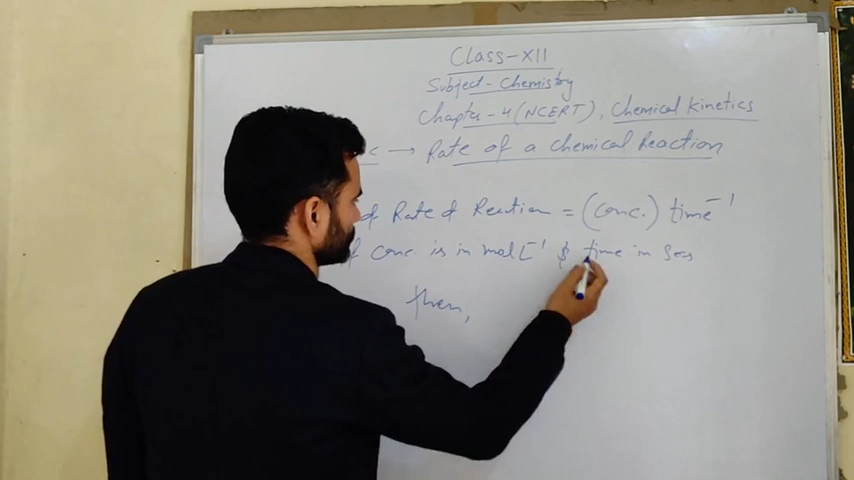 Class-XII
Subject-Chemistry
Chapter-4(NCERT), Chemical Kinetics
c → Rate of a chemical Reaction
of Rate of Reaction = (conc.) time⁻¹
f conc. is in mol L⁻¹ & time in Secs
then,